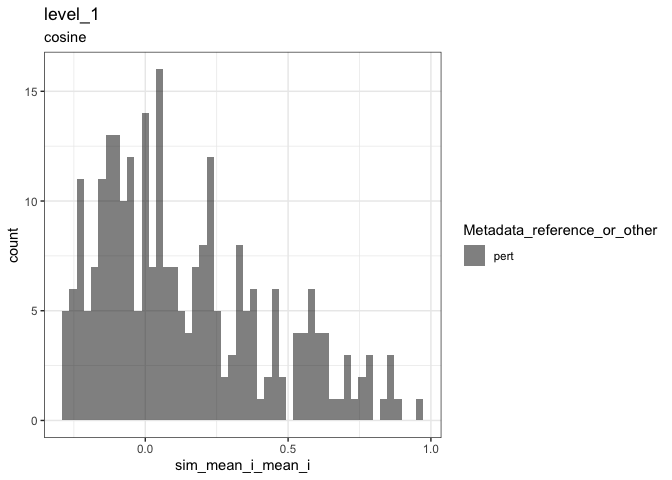 level_1
cosine
15
10
5
0
count
0.0 0.5 1.0
sim_mean_i_mean_i
Metadata_reference_or_other
pert